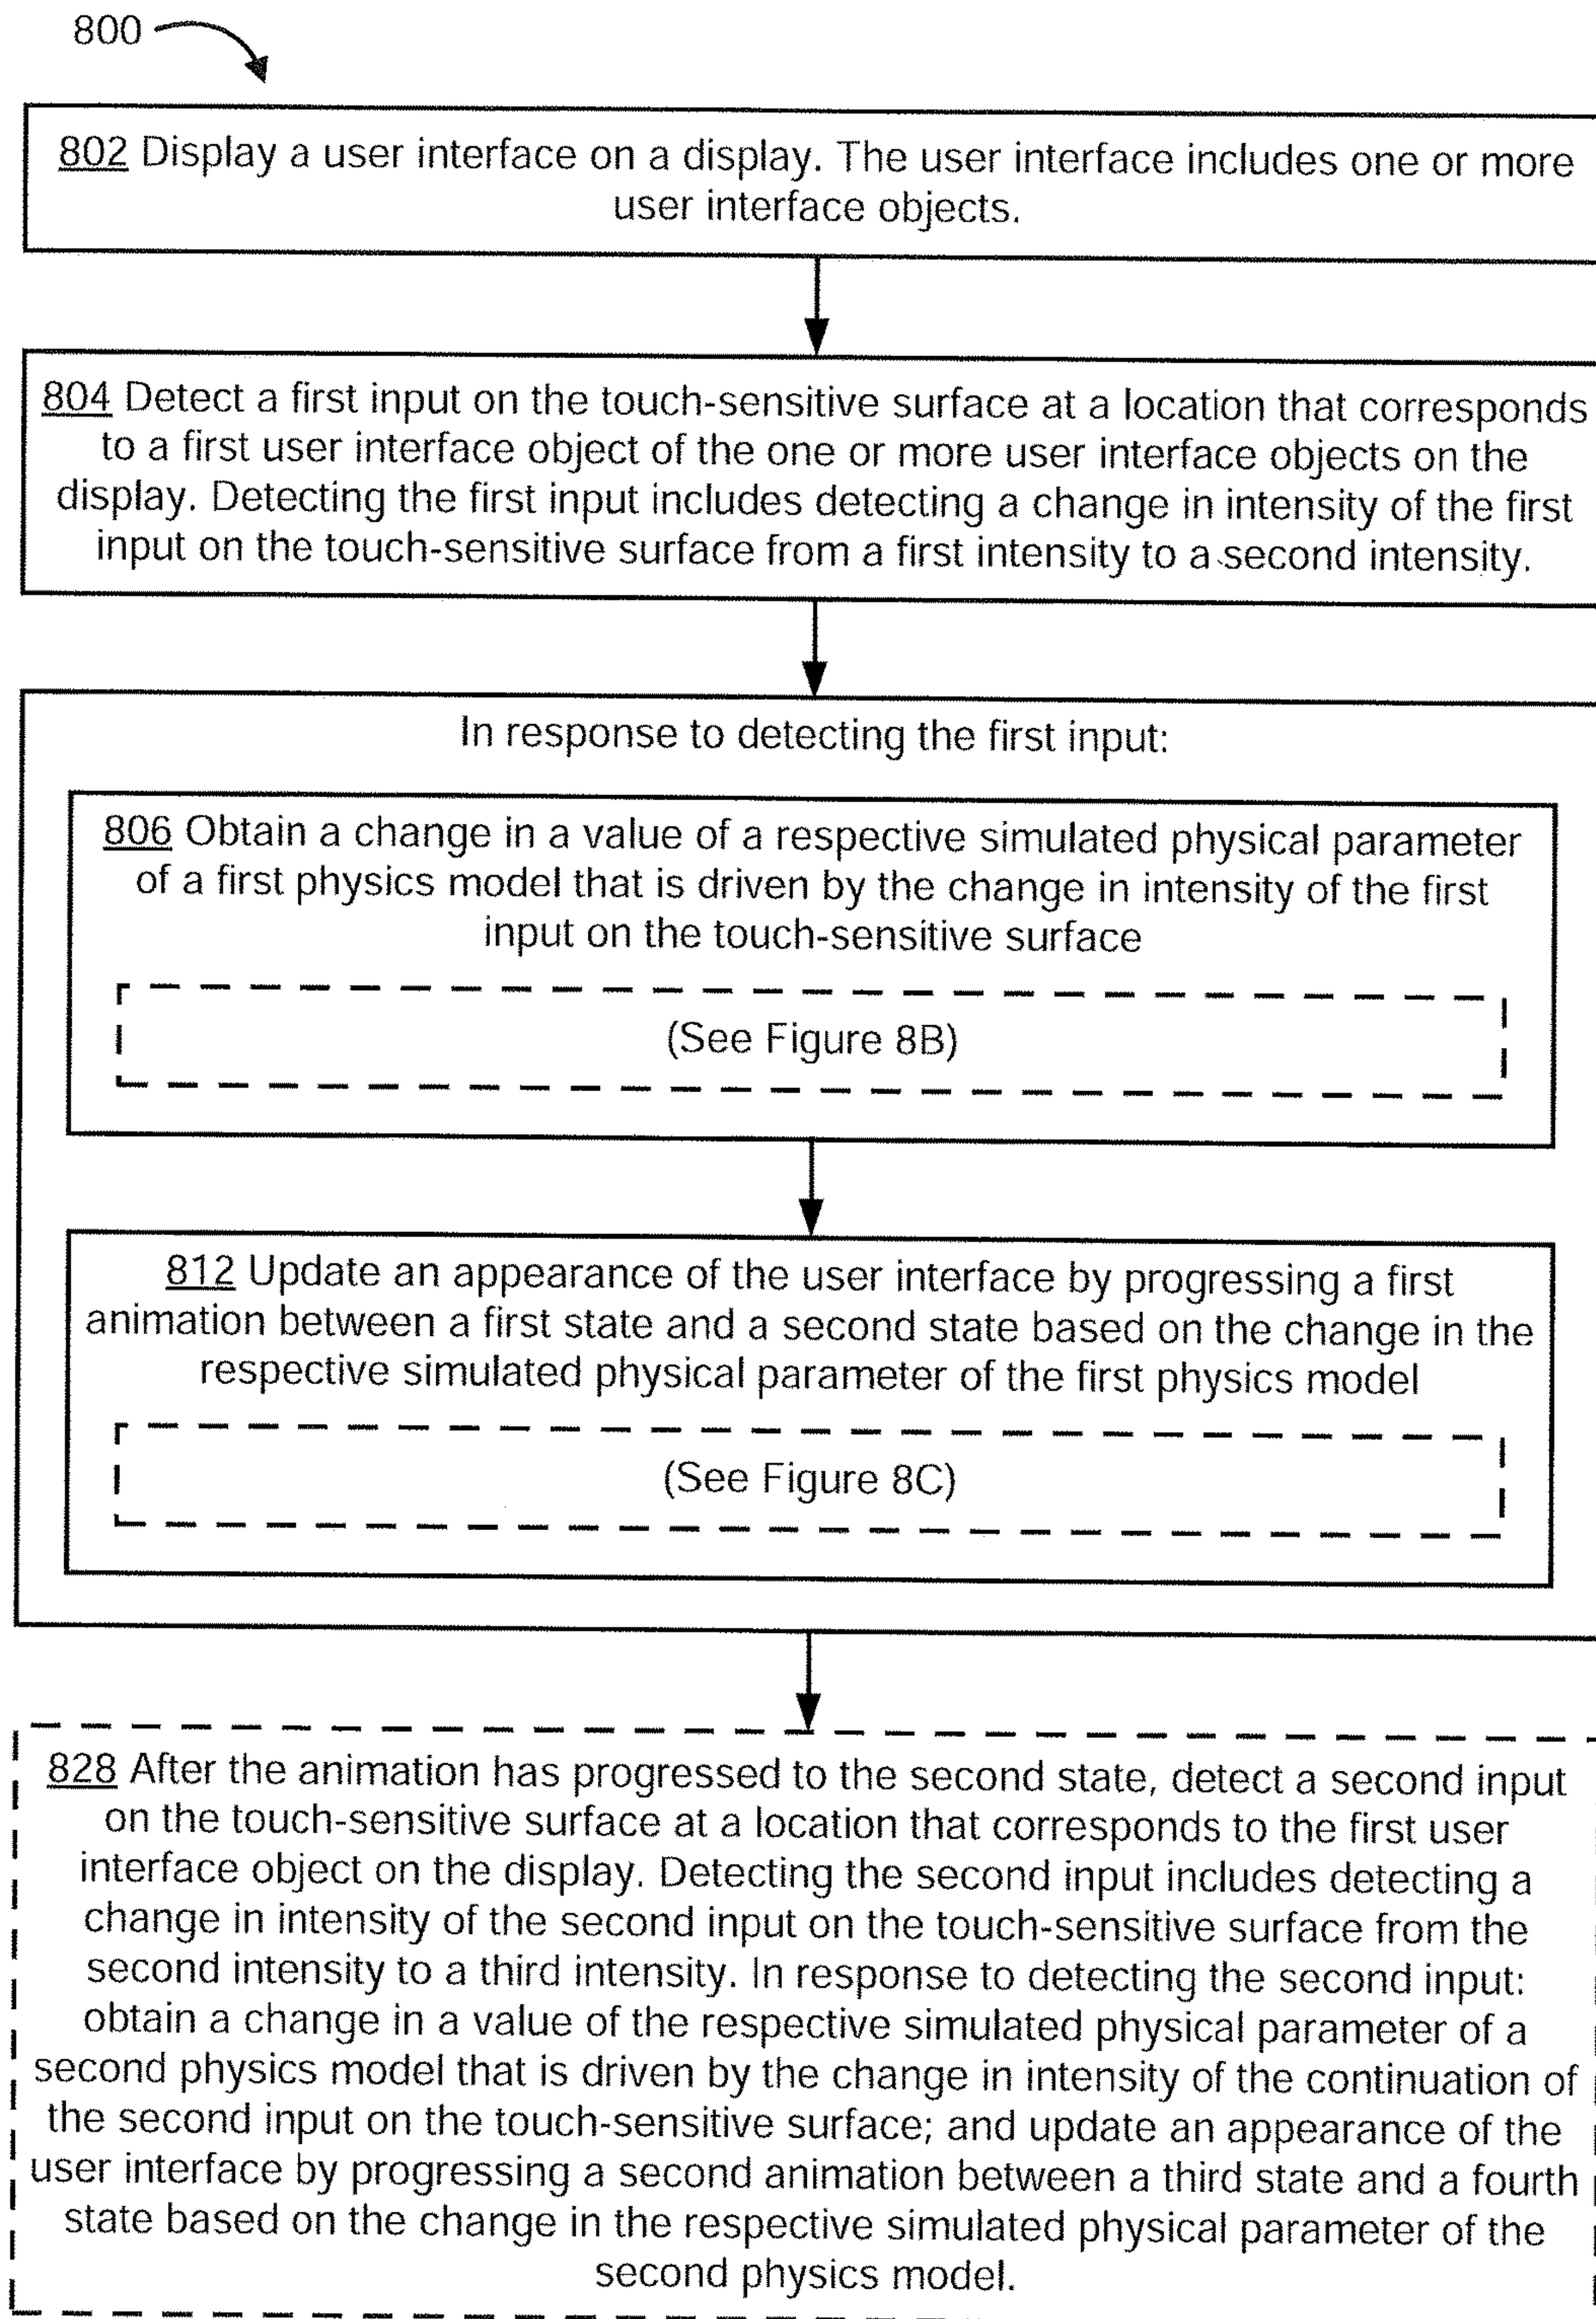 800
802 Display a user interface on a display. The user interface includes one or more
user interface objects.
804 Detect a first input on the touch-sensitive surface at a location that corresponds
to a first user interface object of the one or more user interface objects on the
display. Detecting the first input includes detecting a change in intensity of the first
input on the touch-sensitive surface from a first intensity to a second intensity.
In response to detecting the first input:
806 Obtain a change in a value of a respective simulated physical parameter
of a first physics model that is driven by the change in intensity of the first
input on the touch-sensitive surface
(See Figure 8B)
812 Update an appearance of the user interface by progressing a first
animation between a first state and a second state based on the change in the
respective simulated physical parameter of the first physics model
(See Figure 8C)
828 After the animation has progressed to the second state, detect a second input
on the touch-sensitive surface at a location that corresponds to the first user
interface object on the display. Detecting the second input includes detecting a
change in intensity of the second input on the touch-sensitive surface from the
second intensity to a third intensity. In response to detecting the second input:
obtain a change in a value of the respective simulated physical parameter of a
second physics model that is driven by the change in intensity of the continuation of
the second input on the touch-sensitive surface; and update an appearance of the
user interface by progressing a second animation between a third state and a fourth
state based on the change in the respective simulated physical parameter of the
second physics model.